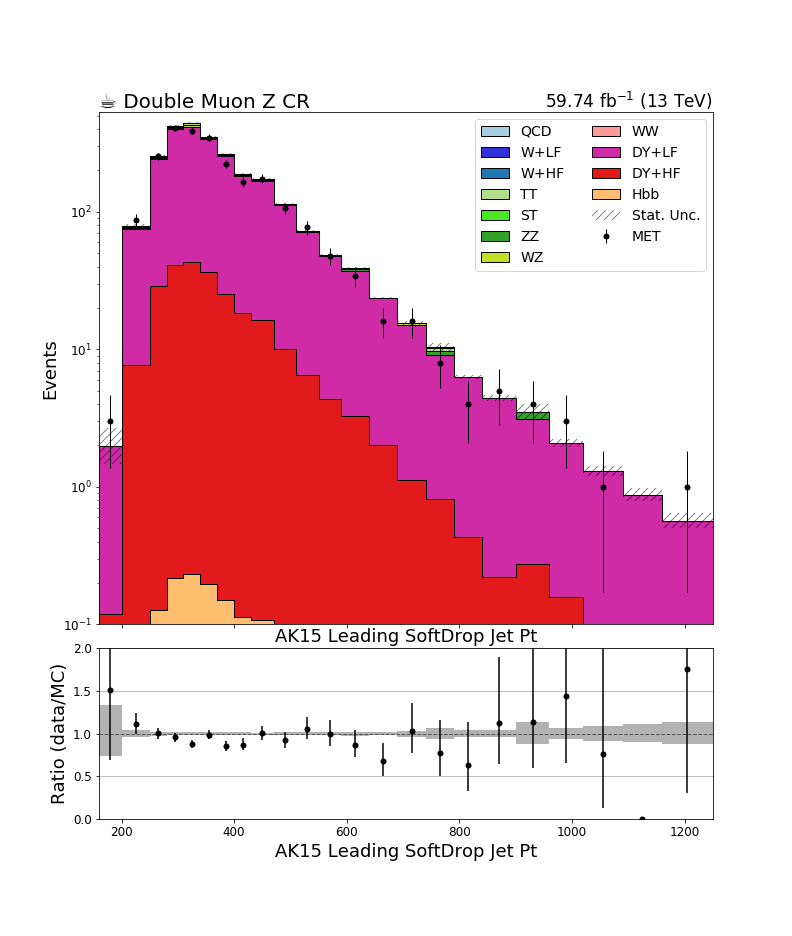 ☕ Double Muon Z CR
59.74 fb⁻¹ (13 TeV)
QCD
W+LF
W+HF
TT
ST
ZZ
WZ
WW
DY+LF
DY+HF
Hbb
Stat. Unc.
MET
Events
10²
10¹
10⁰
10⁻¹
AK15 Leading SoftDrop Jet Pt
Ratio (data/MC)
2.0
1.5
1.0
0.5
0.0
200 400 600 800 1000 1200
AK15 Leading SoftDrop Jet Pt